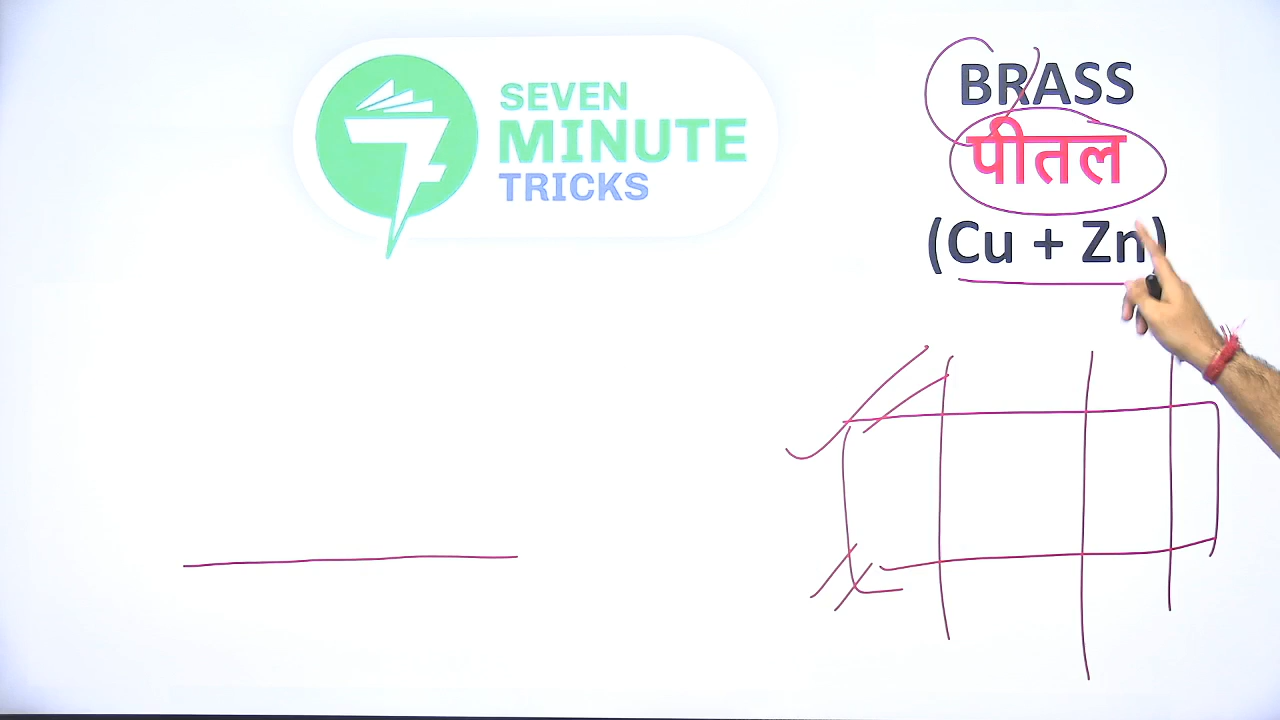 SEVEN
MINUTE
TRICKS
BRASS
पीतल
(Cu + Zn)